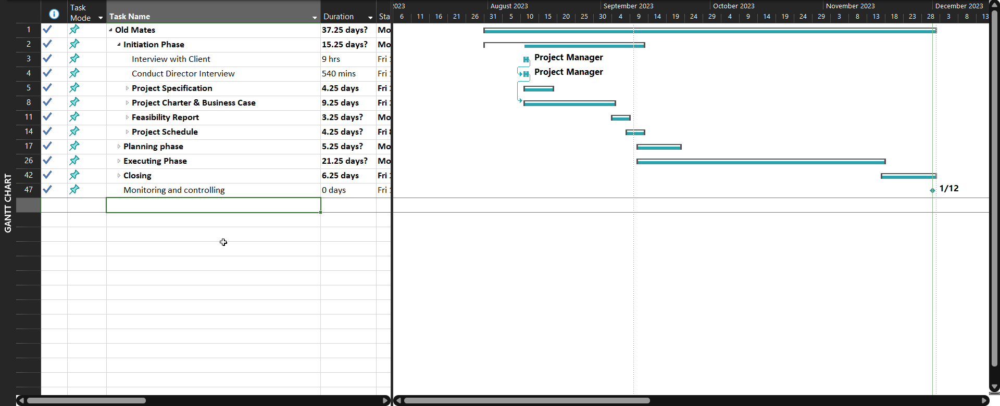 Task Mode
Task Name
Duration
Sta
2023
August 2023
September 2023
October 2023
November 2023
December 2023
6 11 16 21 26 31 5 10 15 20 25 30 4 9 14 19 24 29 4 9 14 19 24 29 3 8 13 18 23 28 3 8 13
1 Old Mates 37.25 days? Mo
2 Initiation Phase 15.25 days? Mo
3 Interview with Client 9 hrs Fri Project Manager
4 Conduct Director Interview 540 mins Fri Project Manager
5 Project Specification 4.25 days Fri
8 Project Charter & Business Case 9.25 days Fri
11 Feasibility Report 3.25 days? Mo
14 Project Schedule 4.25 days? Fri 8
17 Planning phase 5.25 days? Mo
26 Executing Phase 21.25 days? Mo
42 Closing 6.25 days Fri
47 Monitoring and controlling 0 days Fri 1/12
GANTT CHART